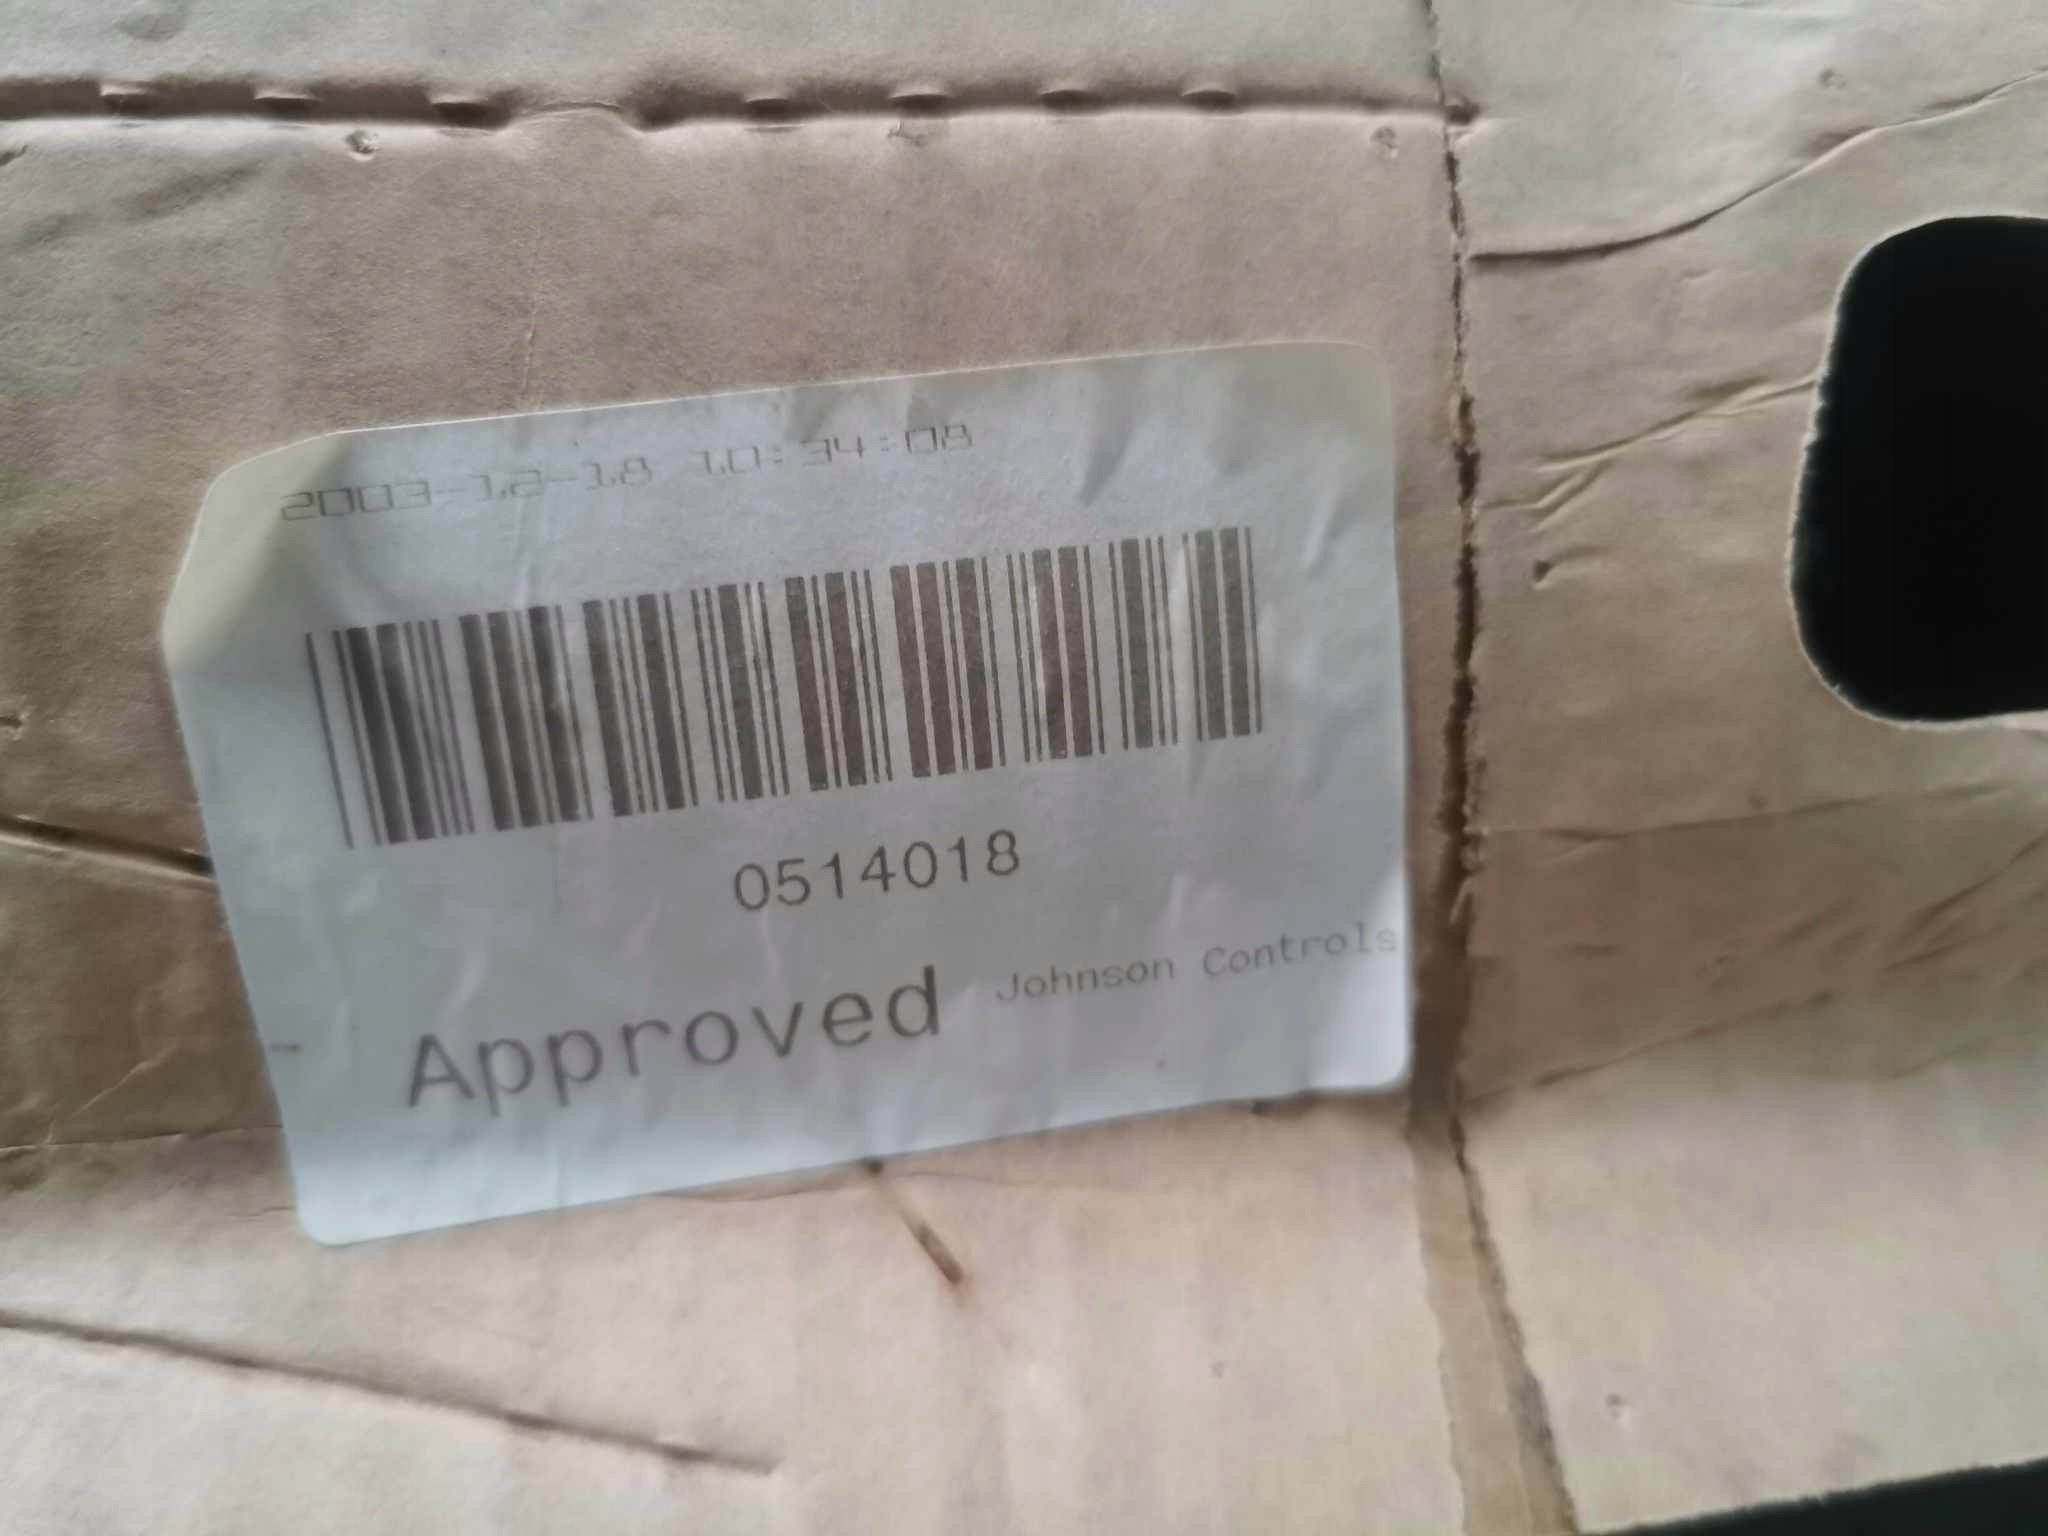 2003-12-18 10:34:08
0514018
Approved Johnson Controls